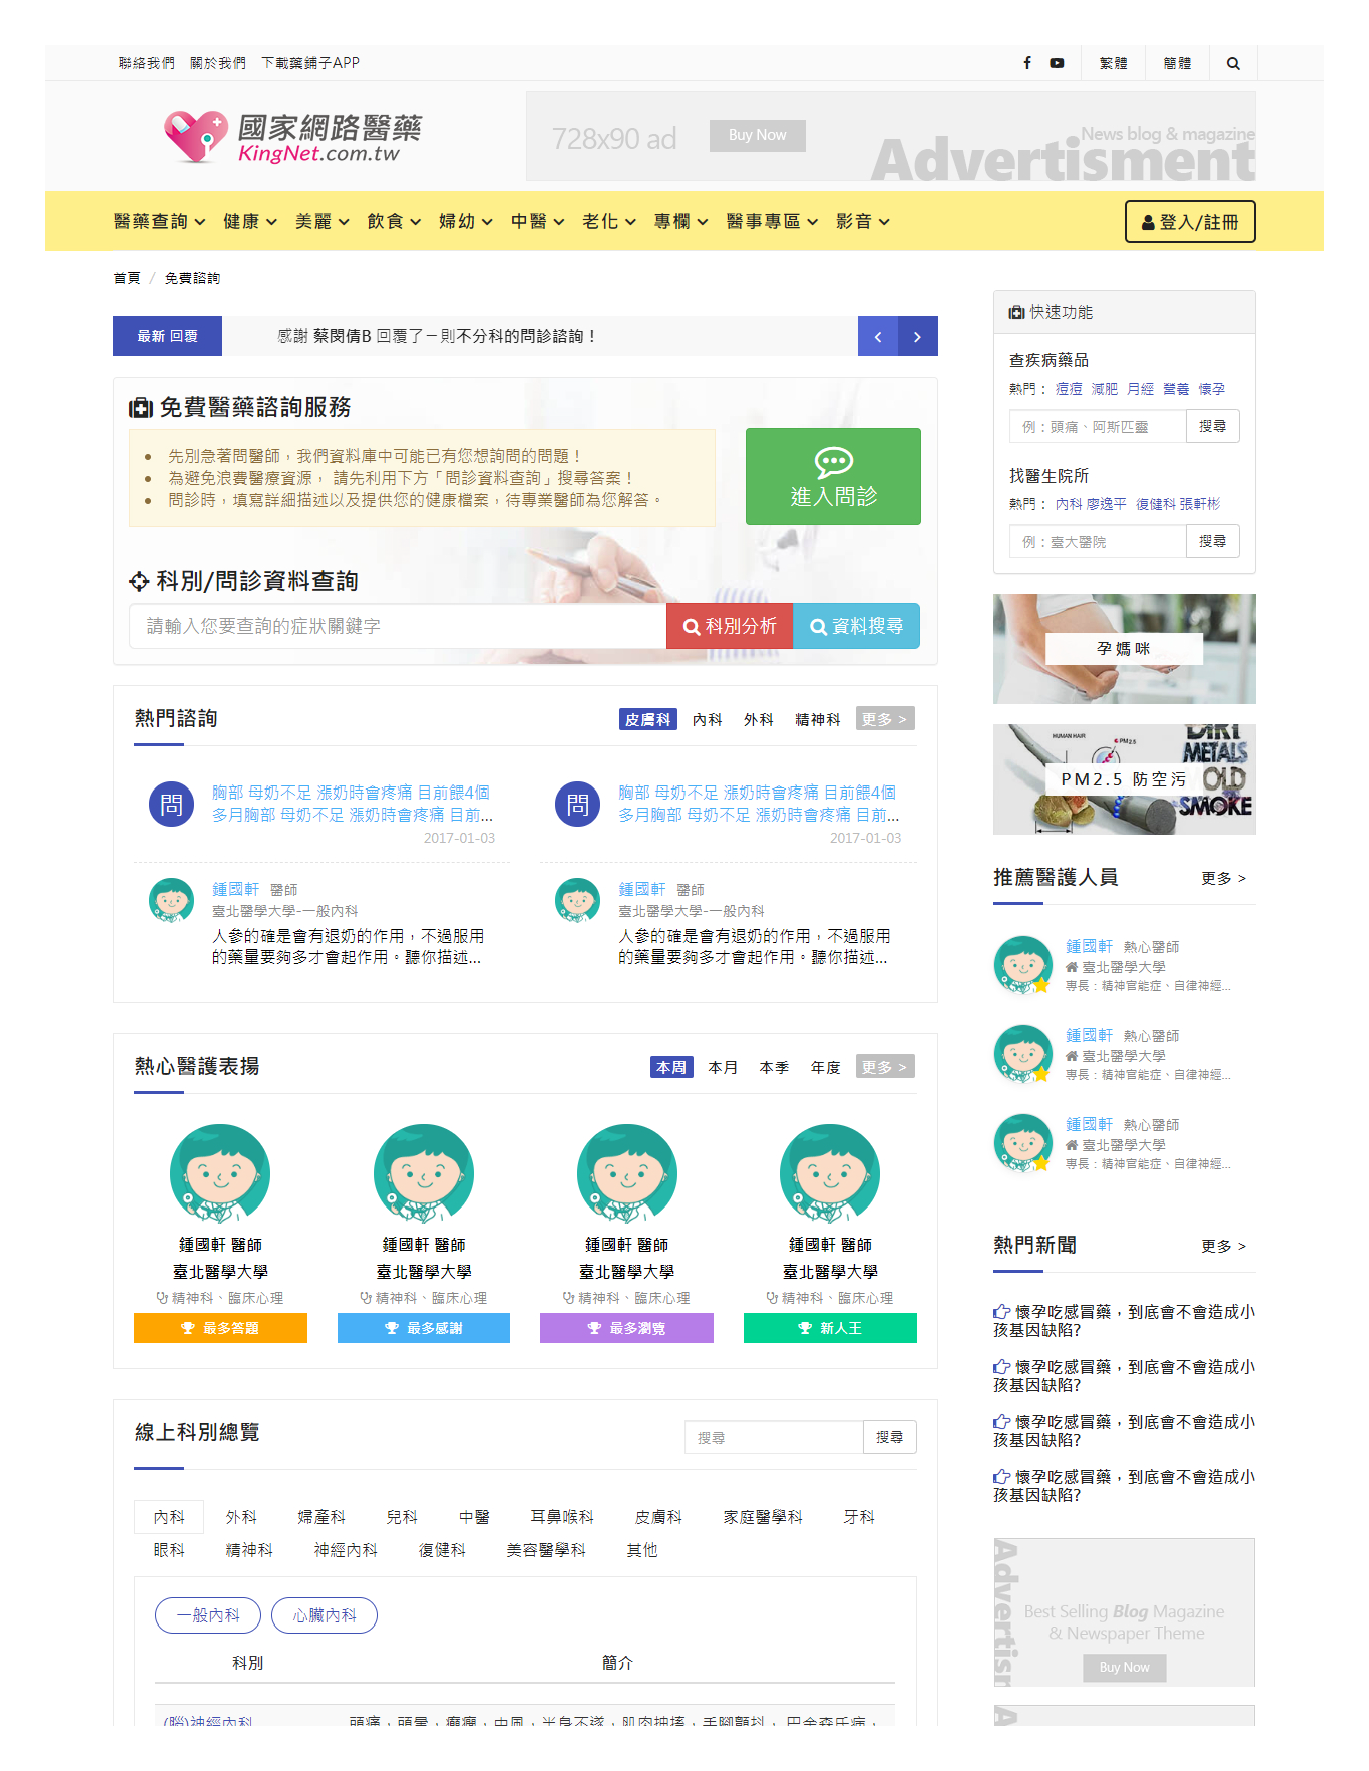 聯絡我們 關於我們 下載藥鋪子APP
繁體 簡體
國家網路醫藥
KingNet.com.tw
728x90 ad
Buy Now
News blog & magazine
Advertisment
醫藥查詢 健康 美麗 飲食 婦幼 中醫 老化 專欄 醫事專區 影音
登入/註冊
首頁 / 免費諮詢
最新 回覆
感謝 蔡閔倩B 回覆了－則不分科的問診諮詢！
免費醫藥諮詢服務
先別急著問醫師，我們資料庫中可能已有您想詢問的問題！
為避免浪費醫療資源， 請先利用下方「問診資料查詢」搜尋答案！
問診時，填寫詳細描述以及提供您的健康檔案，待專業醫師為您解答。
進入問診
科別/問診資料查詢
請輸入您要查詢的症狀關鍵字
科別分析
資料搜尋
熱門諮詢
皮膚科 內科 外科 精神科 更多 >
問
胸部 母奶不足 漲奶時會疼痛 目前餵4個
多月胸部 母奶不足 漲奶時會疼痛 目前...
2017-01-03
鍾國軒 醫師
臺北醫學大學-一般內科
人參的確是會有退奶的作用，不過服用
的藥量要夠多才會起作用。聽你描述...
問
胸部 母奶不足 漲奶時會疼痛 目前餵4個
多月胸部 母奶不足 漲奶時會疼痛 目前...
2017-01-03
鍾國軒 醫師
臺北醫學大學-一般內科
人參的確是會有退奶的作用，不過服用
的藥量要夠多才會起作用。聽你描述...
熱心醫護表揚
本周 本月 本季 年度 更多 >
鍾國軒 醫師
臺北醫學大學
精神科、臨床心理
最多答題
鍾國軒 醫師
臺北醫學大學
精神科、臨床心理
最多感謝
鍾國軒 醫師
臺北醫學大學
精神科、臨床心理
最多瀏覽
鍾國軒 醫師
臺北醫學大學
精神科、臨床心理
新人王
線上科別總覽
搜尋
搜尋
內科 外科 婦產科 兒科 中醫 耳鼻喉科 皮膚科 家庭醫學科 牙科
眼科 精神科 神經內科 復健科 美容醫學科 其他
一般內科 心臟內科
科別 簡介
(腦)神經內科 頭痛，頭暈，癲癇，中風，半身不遂，肌肉抽搐，手腳顫抖， 巴金森氏病，
快速功能
查疾病藥品
熱門： 痘痘 減肥 月經 營養 懷孕
例：頭痛、阿斯匹靈
搜尋
找醫生院所
熱門： 內科 廖逸平 復健科 張軒彬
例：臺大醫院
搜尋
孕媽咪
HUMAN HAIR
PM2.5
DIRT
METALS
OLD
SMOKE
PM2.5 防空污
推薦醫護人員
更多 >
鍾國軒 熱心醫師
臺北醫學大學
專長：精神官能症、自律神經...
鍾國軒 熱心醫師
臺北醫學大學
專長：精神官能症、自律神經...
鍾國軒 熱心醫師
臺北醫學大學
專長：精神官能症、自律神經...
熱門新聞
更多 >
懷孕吃感冒藥，到底會不會造成小
孩基因缺陷?
懷孕吃感冒藥，到底會不會造成小
孩基因缺陷?
懷孕吃感冒藥，到底會不會造成小
孩基因缺陷?
懷孕吃感冒藥，到底會不會造成小
孩基因缺陷?
Advertisr
Best Selling Blog Magazine
& Newspaper Theme
Buy Now
A